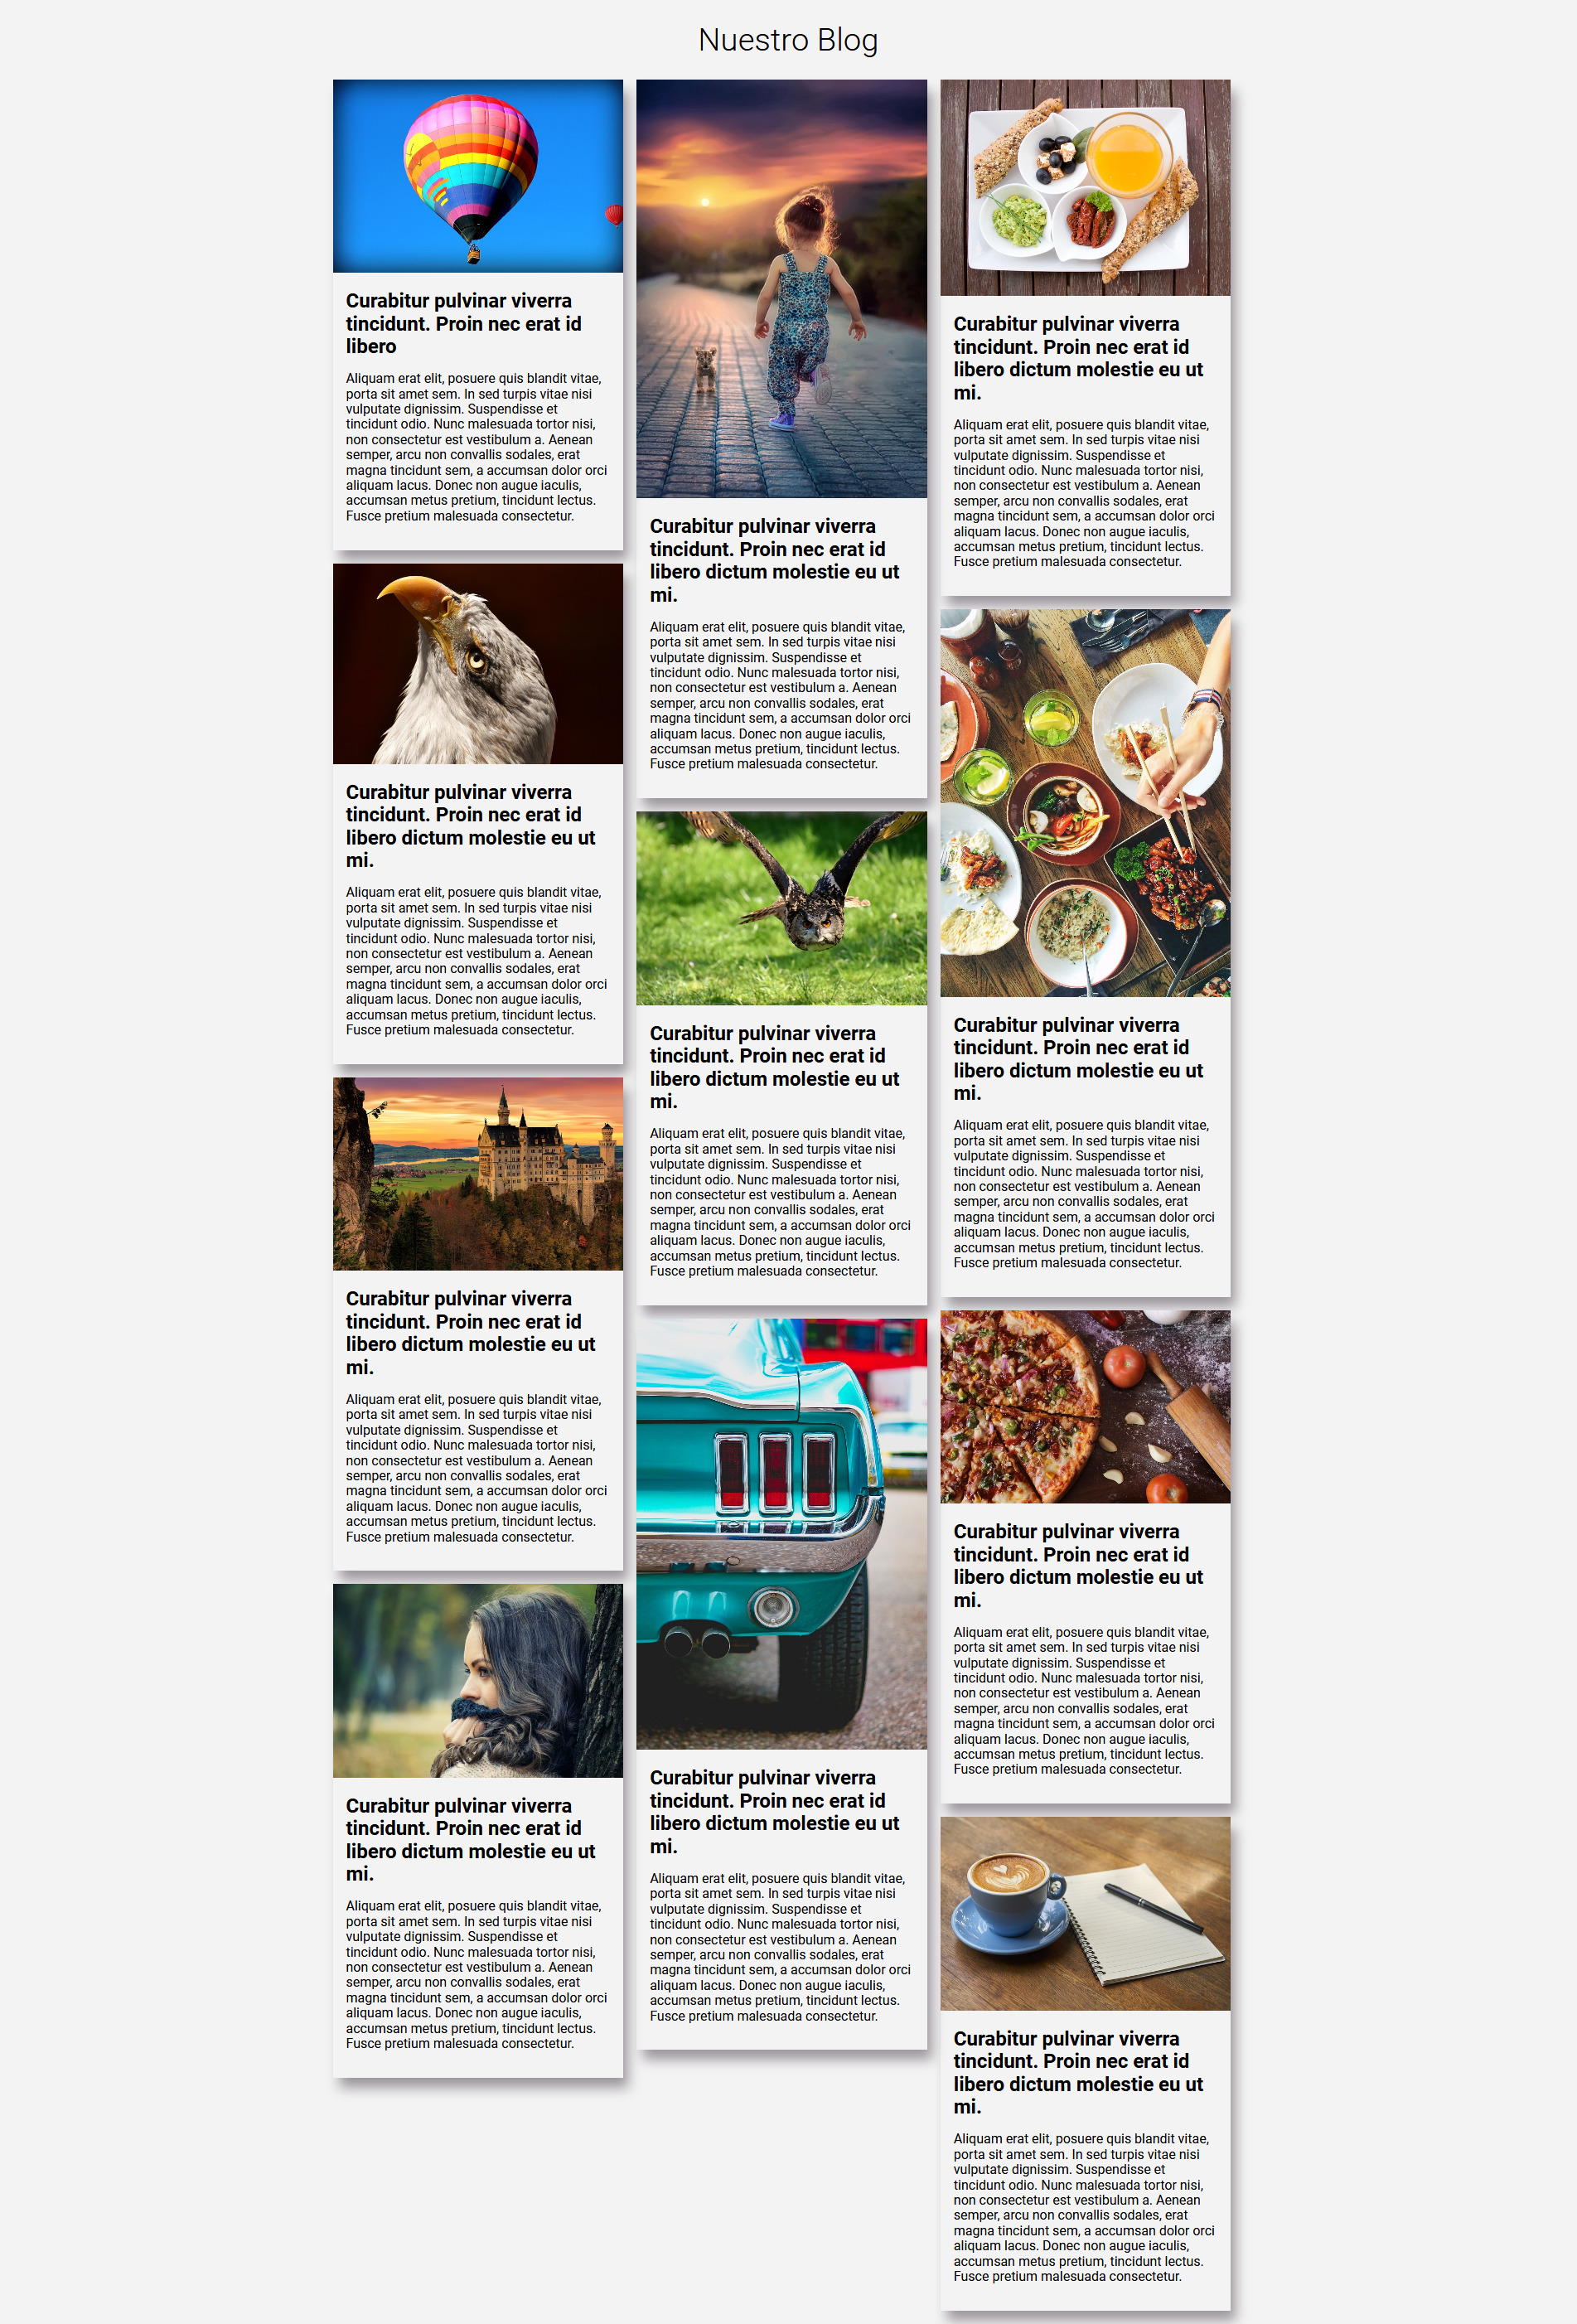 Nuestro Blog
Curabitur pulvinar viverra
tincidunt. Proin nec erat id
libero
Aliquam erat elit, posuere quis blandit vitae,
porta sit amet sem. In sed turpis vitae nisi
vulputate dignissim. Suspendisse et
tincidunt odio. Nunc malesuada tortor nisi,
non consectetur est vestibulum a. Aenean
semper, arcu non convallis sodales, erat
magna tincidunt sem, a accumsan dolor orci
aliquam lacus. Donec non augue iaculis,
accumsan metus pretium, tincidunt lectus.
Fusce pretium malesuada consectetur.
Curabitur pulvinar viverra
tincidunt. Proin nec erat id
libero dictum molestie eu ut
mi.
Aliquam erat elit, posuere quis blandit vitae,
porta sit amet sem. In sed turpis vitae nisi
vulputate dignissim. Suspendisse et
tincidunt odio. Nunc malesuada tortor nisi,
non consectetur est vestibulum a. Aenean
semper, arcu non convallis sodales, erat
magna tincidunt sem, a accumsan dolor orci
aliquam lacus. Donec non augue iaculis,
accumsan metus pretium, tincidunt lectus.
Fusce pretium malesuada consectetur.
Curabitur pulvinar viverra
tincidunt. Proin nec erat id
libero dictum molestie eu ut
mi.
Aliquam erat elit, posuere quis blandit vitae,
porta sit amet sem. In sed turpis vitae nisi
vulputate dignissim. Suspendisse et
tincidunt odio. Nunc malesuada tortor nisi,
non consectetur est vestibulum a. Aenean
semper, arcu non convallis sodales, erat
magna tincidunt sem, a accumsan dolor orci
aliquam lacus. Donec non augue iaculis,
accumsan metus pretium, tincidunt lectus.
Fusce pretium malesuada consectetur.
Curabitur pulvinar viverra
tincidunt. Proin nec erat id
libero dictum molestie eu ut
mi.
Aliquam erat elit, posuere quis blandit vitae,
porta sit amet sem. In sed turpis vitae nisi
vulputate dignissim. Suspendisse et
tincidunt odio. Nunc malesuada tortor nisi,
non consectetur est vestibulum a. Aenean
semper, arcu non convallis sodales, erat
magna tincidunt sem, a accumsan dolor orci
aliquam lacus. Donec non augue iaculis,
accumsan metus pretium, tincidunt lectus.
Fusce pretium malesuada consectetur.
Curabitur pulvinar viverra
tincidunt. Proin nec erat id
libero dictum molestie eu ut
mi.
Aliquam erat elit, posuere quis blandit vitae,
porta sit amet sem. In sed turpis vitae nisi
vulputate dignissim. Suspendisse et
tincidunt odio. Nunc malesuada tortor nisi,
non consectetur est vestibulum a. Aenean
semper, arcu non convallis sodales, erat
magna tincidunt sem, a accumsan dolor orci
aliquam lacus. Donec non augue iaculis,
accumsan metus pretium, tincidunt lectus.
Fusce pretium malesuada consectetur.
Curabitur pulvinar viverra
tincidunt. Proin nec erat id
libero dictum molestie eu ut
mi.
Aliquam erat elit, posuere quis blandit vitae,
porta sit amet sem. In sed turpis vitae nisi
vulputate dignissim. Suspendisse et
tincidunt odio. Nunc malesuada tortor nisi,
non consectetur est vestibulum a. Aenean
semper, arcu non convallis sodales, erat
magna tincidunt sem, a accumsan dolor orci
aliquam lacus. Donec non augue iaculis,
accumsan metus pretium, tincidunt lectus.
Fusce pretium malesuada consectetur.
Curabitur pulvinar viverra
tincidunt. Proin nec erat id
libero dictum molestie eu ut
mi.
Aliquam erat elit, posuere quis blandit vitae,
porta sit amet sem. In sed turpis vitae nisi
vulputate dignissim. Suspendisse et
tincidunt odio. Nunc malesuada tortor nisi,
non consectetur est vestibulum a. Aenean
semper, arcu non convallis sodales, erat
magna tincidunt sem, a accumsan dolor orci
aliquam lacus. Donec non augue iaculis,
accumsan metus pretium, tincidunt lectus.
Fusce pretium malesuada consectetur.
Curabitur pulvinar viverra
tincidunt. Proin nec erat id
libero dictum molestie eu ut
mi.
Aliquam erat elit, posuere quis blandit vitae,
porta sit amet sem. In sed turpis vitae nisi
vulputate dignissim. Suspendisse et
tincidunt odio. Nunc malesuada tortor nisi,
non consectetur est vestibulum a. Aenean
semper, arcu non convallis sodales, erat
magna tincidunt sem, a accumsan dolor orci
aliquam lacus. Donec non augue iaculis,
accumsan metus pretium, tincidunt lectus.
Fusce pretium malesuada consectetur.
Curabitur pulvinar viverra
tincidunt. Proin nec erat id
libero dictum molestie eu ut
mi.
Aliquam erat elit, posuere quis blandit vitae,
porta sit amet sem. In sed turpis vitae nisi
vulputate dignissim. Suspendisse et
tincidunt odio. Nunc malesuada tortor nisi,
non consectetur est vestibulum a. Aenean
semper, arcu non convallis sodales, erat
magna tincidunt sem, a accumsan dolor orci
aliquam lacus. Donec non augue iaculis,
accumsan metus pretium, tincidunt lectus.
Fusce pretium malesuada consectetur.
Curabitur pulvinar viverra
tincidunt. Proin nec erat id
libero dictum molestie eu ut
mi.
Aliquam erat elit, posuere quis blandit vitae,
porta sit amet sem. In sed turpis vitae nisi
vulputate dignissim. Suspendisse et
tincidunt odio. Nunc malesuada tortor nisi,
non consectetur est vestibulum a. Aenean
semper, arcu non convallis sodales, erat
magna tincidunt sem, a accumsan dolor orci
aliquam lacus. Donec non augue iaculis,
accumsan metus pretium, tincidunt lectus.
Fusce pretium malesuada consectetur.
Curabitur pulvinar viverra
tincidunt. Proin nec erat id
libero dictum molestie eu ut
mi.
Aliquam erat elit, posuere quis blandit vitae,
porta sit amet sem. In sed turpis vitae nisi
vulputate dignissim. Suspendisse et
tincidunt odio. Nunc malesuada tortor nisi,
non consectetur est vestibulum a. Aenean
semper, arcu non convallis sodales, erat
magna tincidunt sem, a accumsan dolor orci
aliquam lacus. Donec non augue iaculis,
accumsan metus pretium, tincidunt lectus.
Fusce pretium malesuada consectetur.